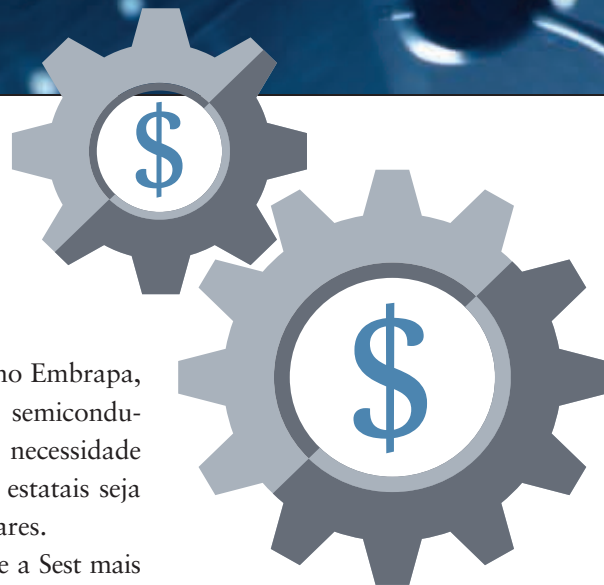 $
$
no Embrapa,
semicondu-
necessidade
estatais seja
ares.
e a Sest mais